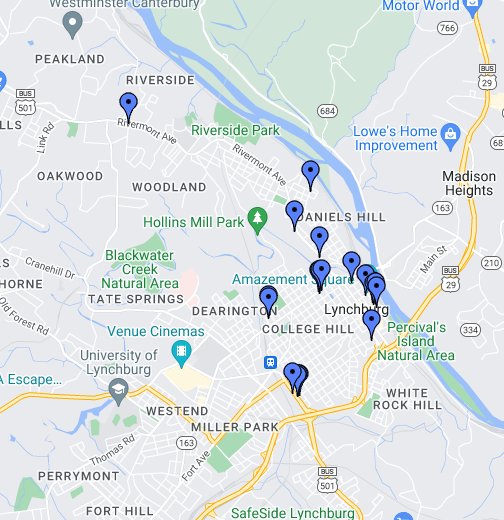 Westminster Canterbury
Motor World
PEAKLAND
BUS
29
766
RIVERSIDE
BUS
501
684
BUS
29
LLS
Link Rd
Rivermont Ave
Riverside Park
Lowe's Home
Improvement
68
Rivermont Ave
OAKWOOD
WOODLAND
Madison
Heights
163
Hollins Mill Park
DANIELS HILL
Main St
210
Blackwater
Creek
Natural Area
Cranehill Dr
HORNE
Amazement Square
TATE SPRINGS
Old Forest Rd
DEARINGTON
Lynchburg
COLLEGE HILL
334
Venue Cinemas
Percival's
Island
Natural Area
University of
Lynchburg
A Escape...
WHITE
ROCK HILL
WESTEND
MILLER PARK
163
Thomas Rd
Fort Ave
PERRYMONT
BUS
501
FORT HILL
SafeSide Lynchburg